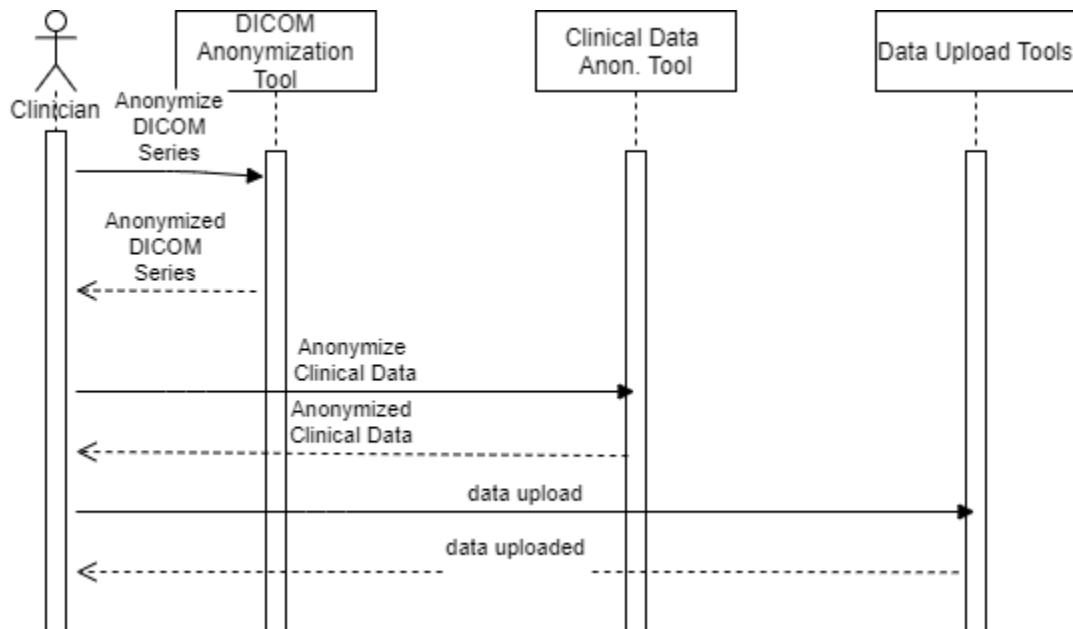 DICOM
Anonymization
Tool
Clinical Data
Anon. Tool
Data Upload Tools
Clinician
Anonymize
DICOM
Series
Anonymized
DICOM
Series
Anonymize
Clinical Data
Anonymized
Clinical Data
data upload
data uploaded